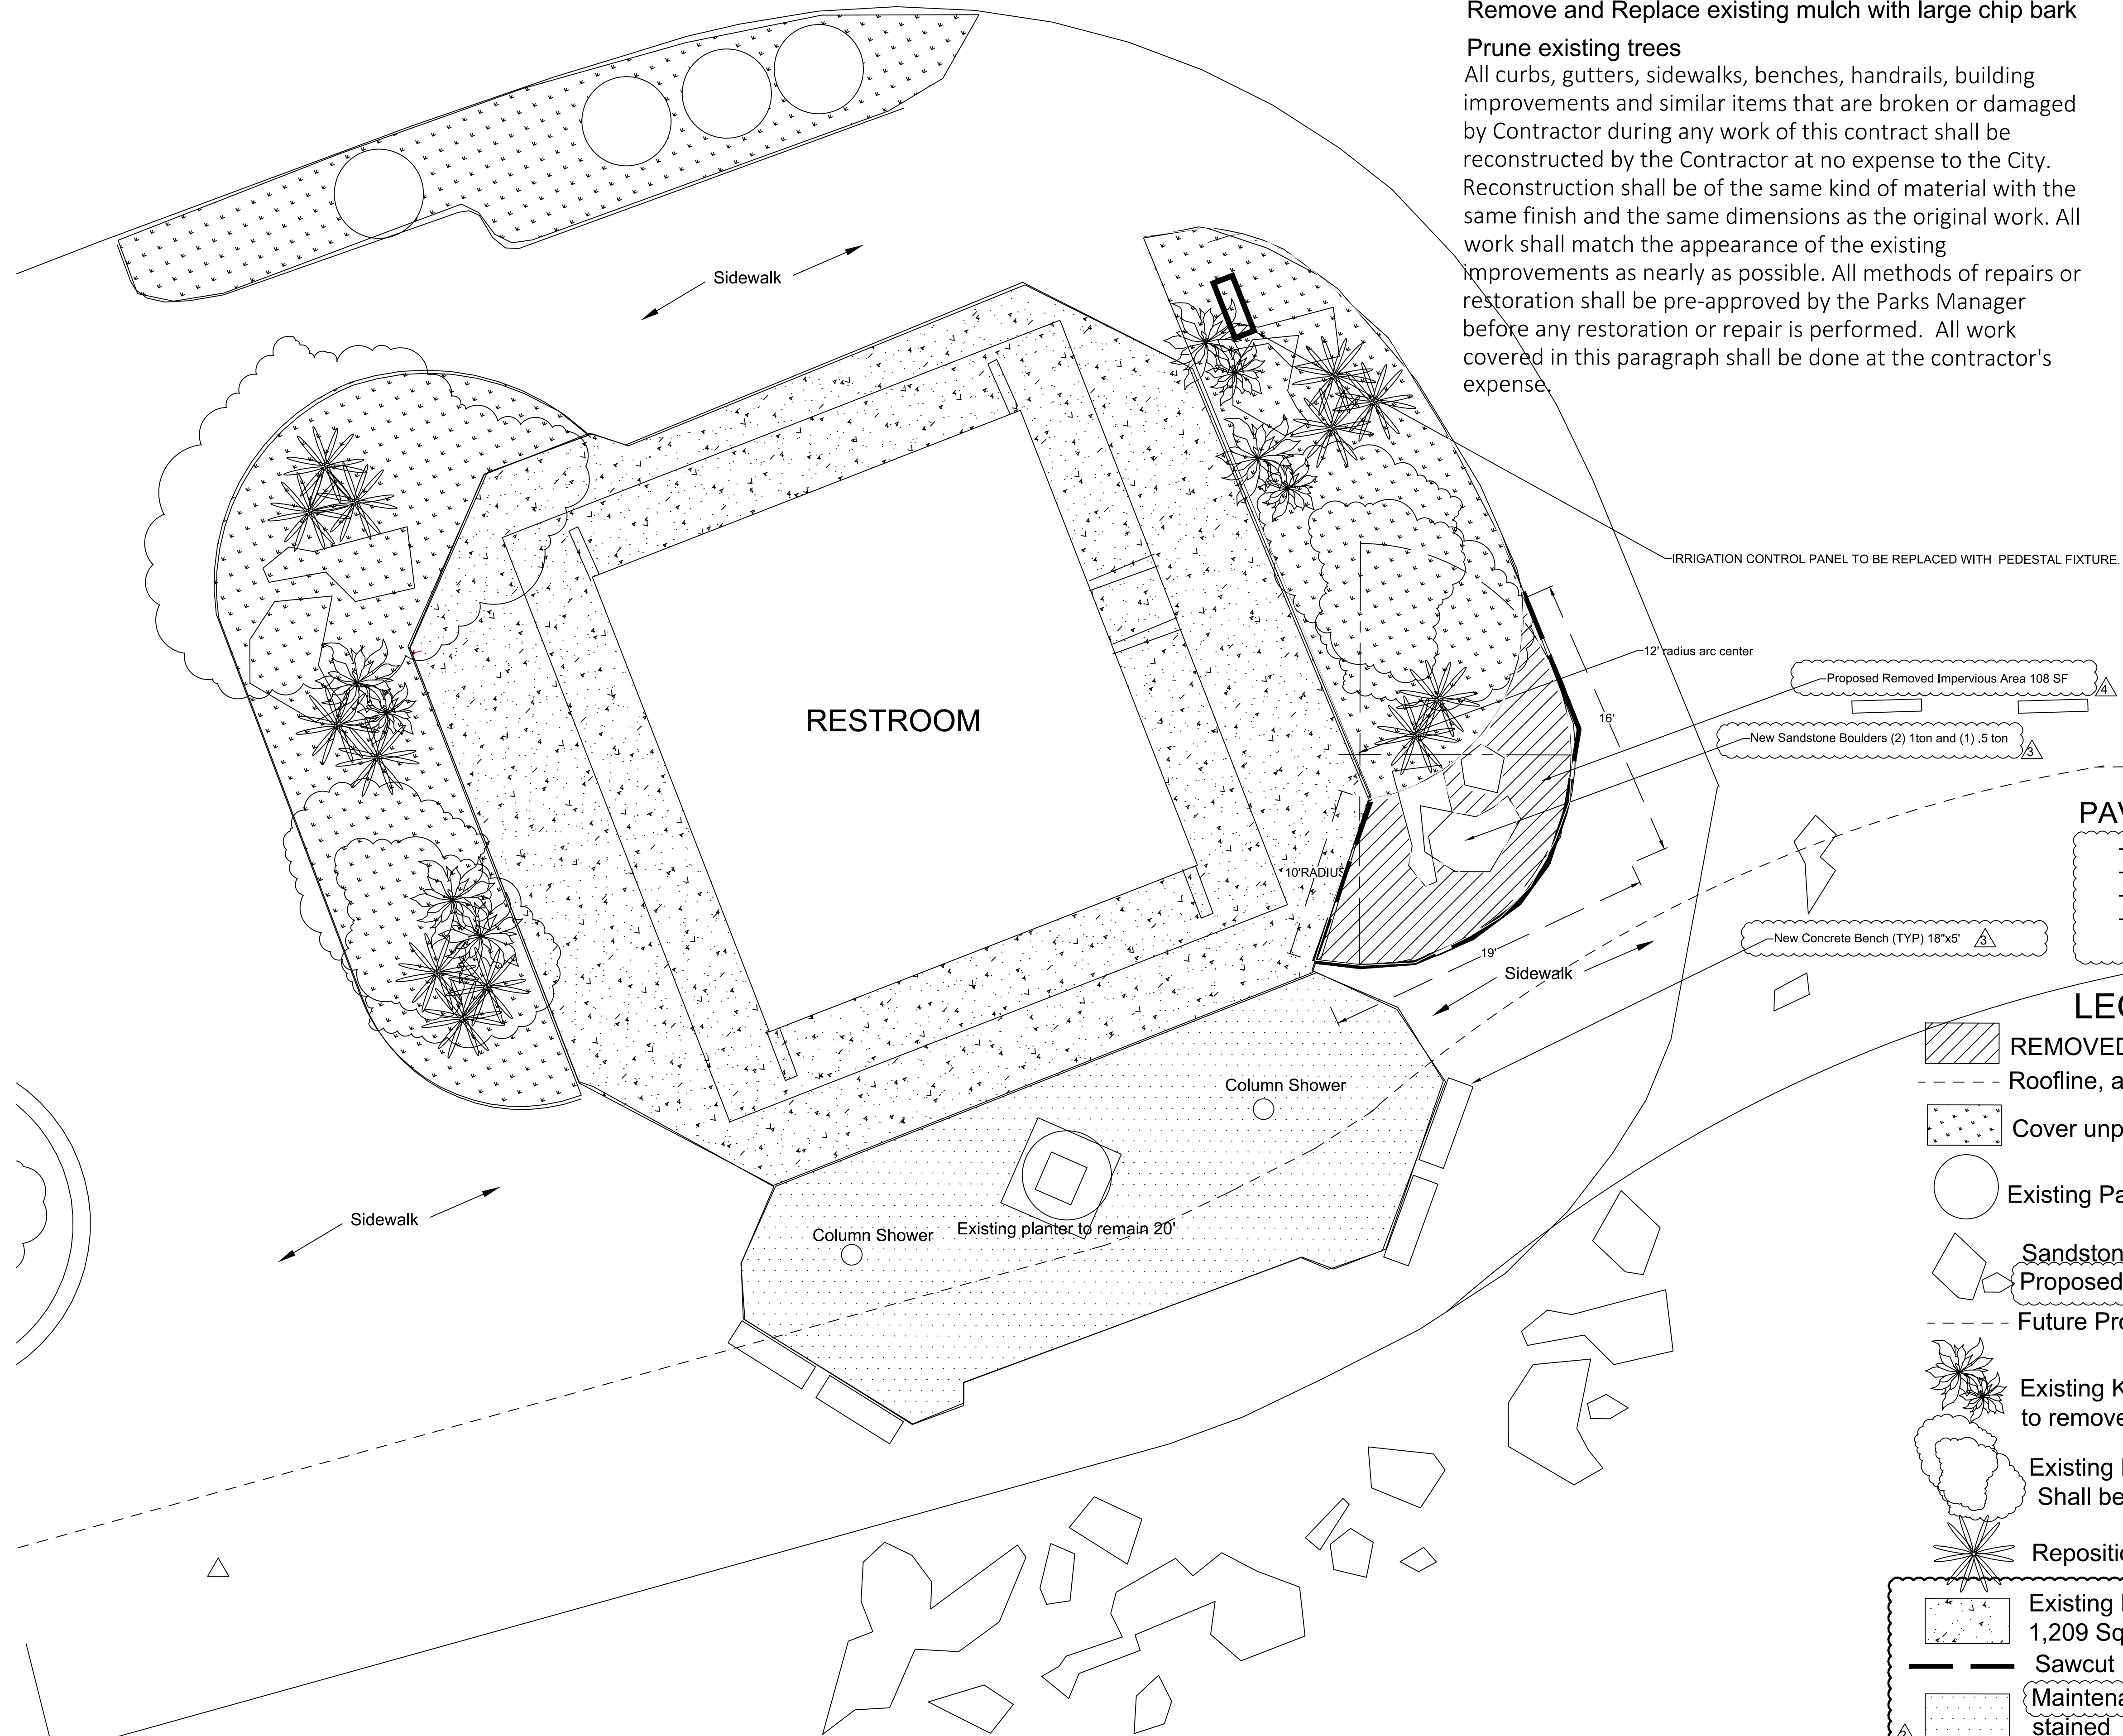 Remove and Replace existing mulch with large chip bark
Prune existing trees
All curbs, gutters, sidewalks, benches, handrails, building
improvements and similar items that are broken or damaged
by Contractor during any work of this contract shall be
reconstructed by the Contractor at no expense to the City.
Reconstruction shall be of the same kind of material with the
same finish and the same dimensions as the original work. All
work shall match the appearance of the existing
improvements as nearly as possible. All methods of repairs or
restoration shall be pre-approved by the Parks Manager
before any restoration or repair is performed.  All work
covered in this paragraph shall be done at the contractor's
expense.
Sidewalk
IRRIGATION CONTROL PANEL TO BE REPLACED WITH  PEDESTAL FIXTURE.
12' radius arc center
Proposed Removed Impervious Area 108 SF
4
RESTROOM
16'
New Sandstone Boulders (2) 1ton and (1) .5 ton
3
10'RADIUS
PAV
New Concrete Bench (TYP) 18"x5'
3
19'
Sidewalk
LEG
REMOVED
Roofline, a
Column Shower
Cover unp
Existing Pa
Sidewalk
Existing planter to remain 20'
Column Shower
Sandston
Proposed
Future Pro
Existing K
to remove
Existing
Shall be
Repositio
Existing
1,209 Sq
Sawcut
Maintena
stained
2